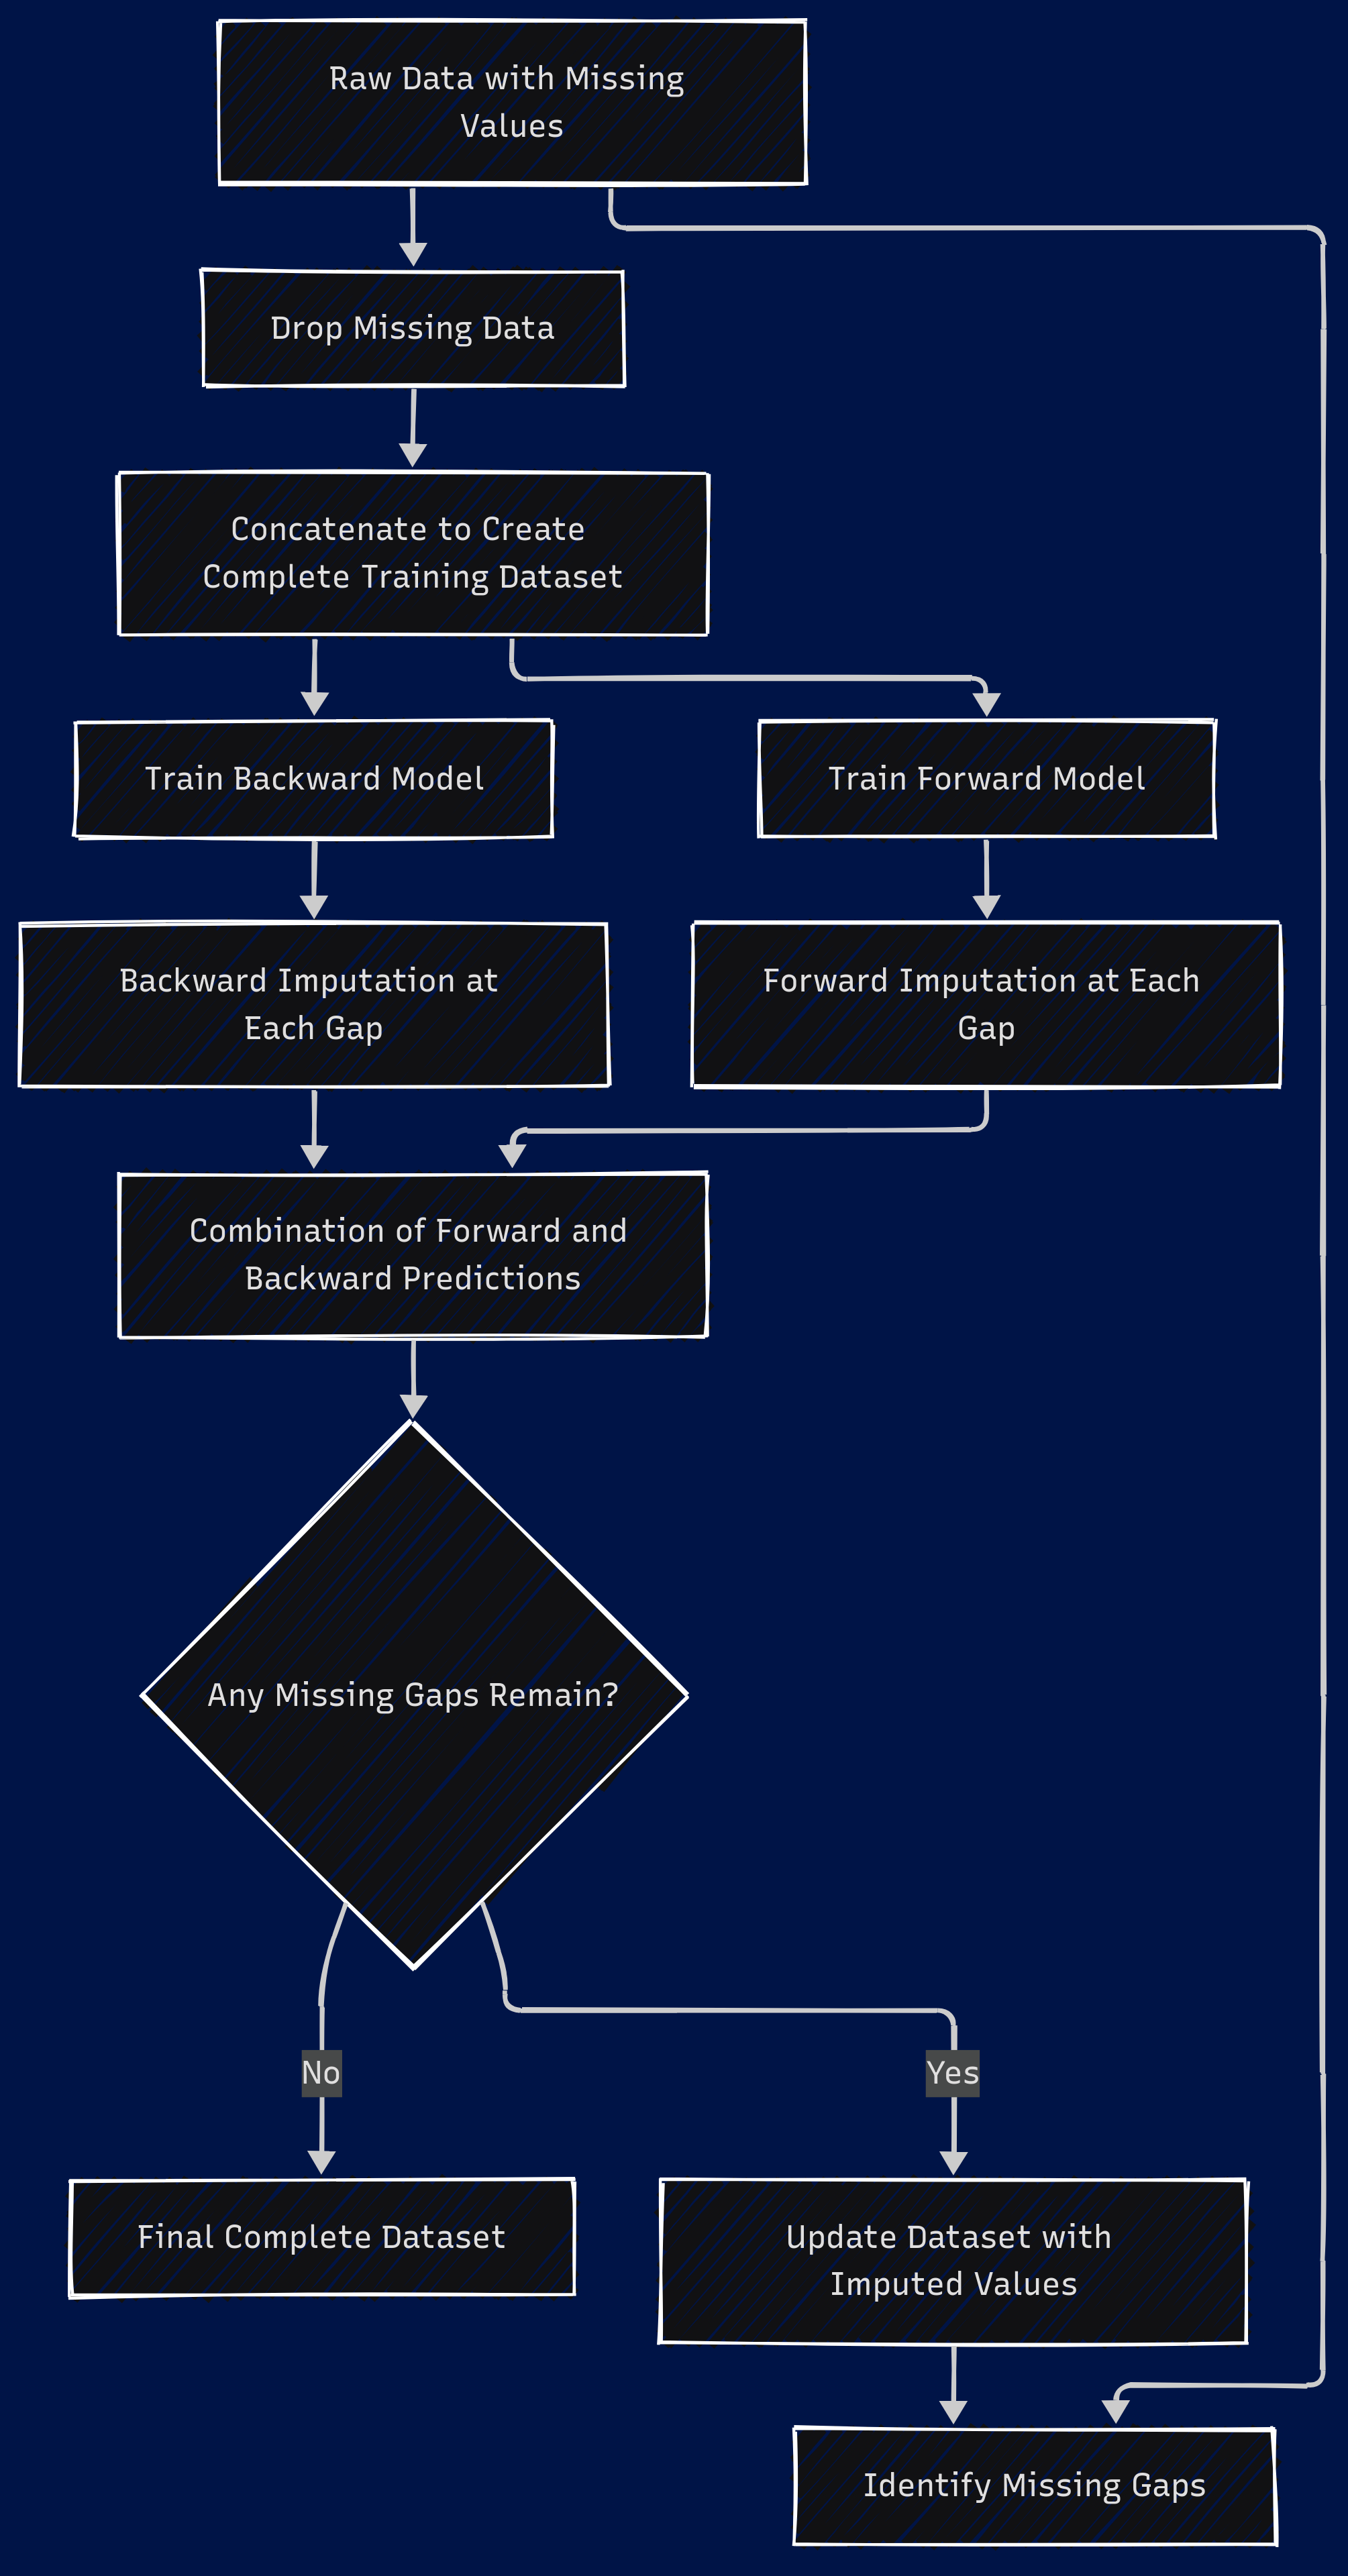 Raw Data with Missing
Values
Drop Missing Data
Concatenate to Create
Complete Training Dataset
Train Backward Model
Train Forward Model
Backward Imputation at
Each Gap
Forward Imputation at Each
Gap
Combination of Forward and
Backward Predictions
Any Missing Gaps Remain?
No
Yes
Final Complete Dataset
Update Dataset with
Imputed Values
Identify Missing Gaps